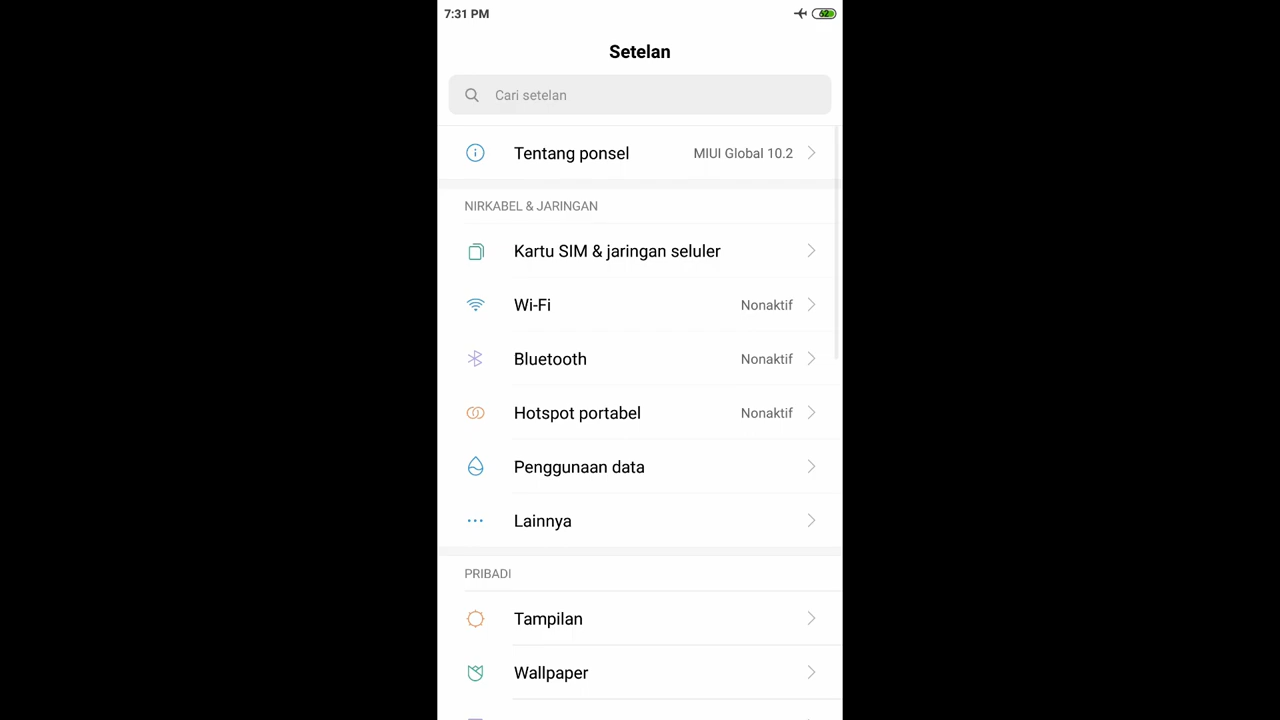 7:31 PM
62
Setelan
Cari setelan
Tentang ponsel MIUI Global 10.2
NIRKABEL & JARINGAN
Kartu SIM & jaringan seluler
Wi-Fi Nonaktif
Bluetooth Nonaktif
Hotspot portabel Nonaktif
Penggunaan data
Lainnya
PRIBADI
Tampilan
Wallpaper